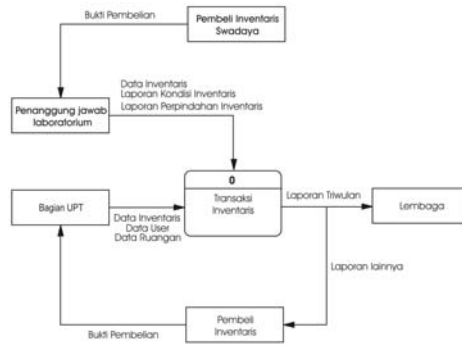 Bukti Pembelian
Pembeli Inventaris
Swadaya
Data Inventaris
Laporan Kondisi Inventaris
Laporan Perpindahan Inventaris
Penanggung jawab
laboratorium
0
Transaksi
Inventaris
Laporan Triwulan
Lembaga
Bagian UPT
Data Inventaris
Data User
Data Ruangan
Laporan lainnya
Pembeli
Inventaris
Bukti Pembelian